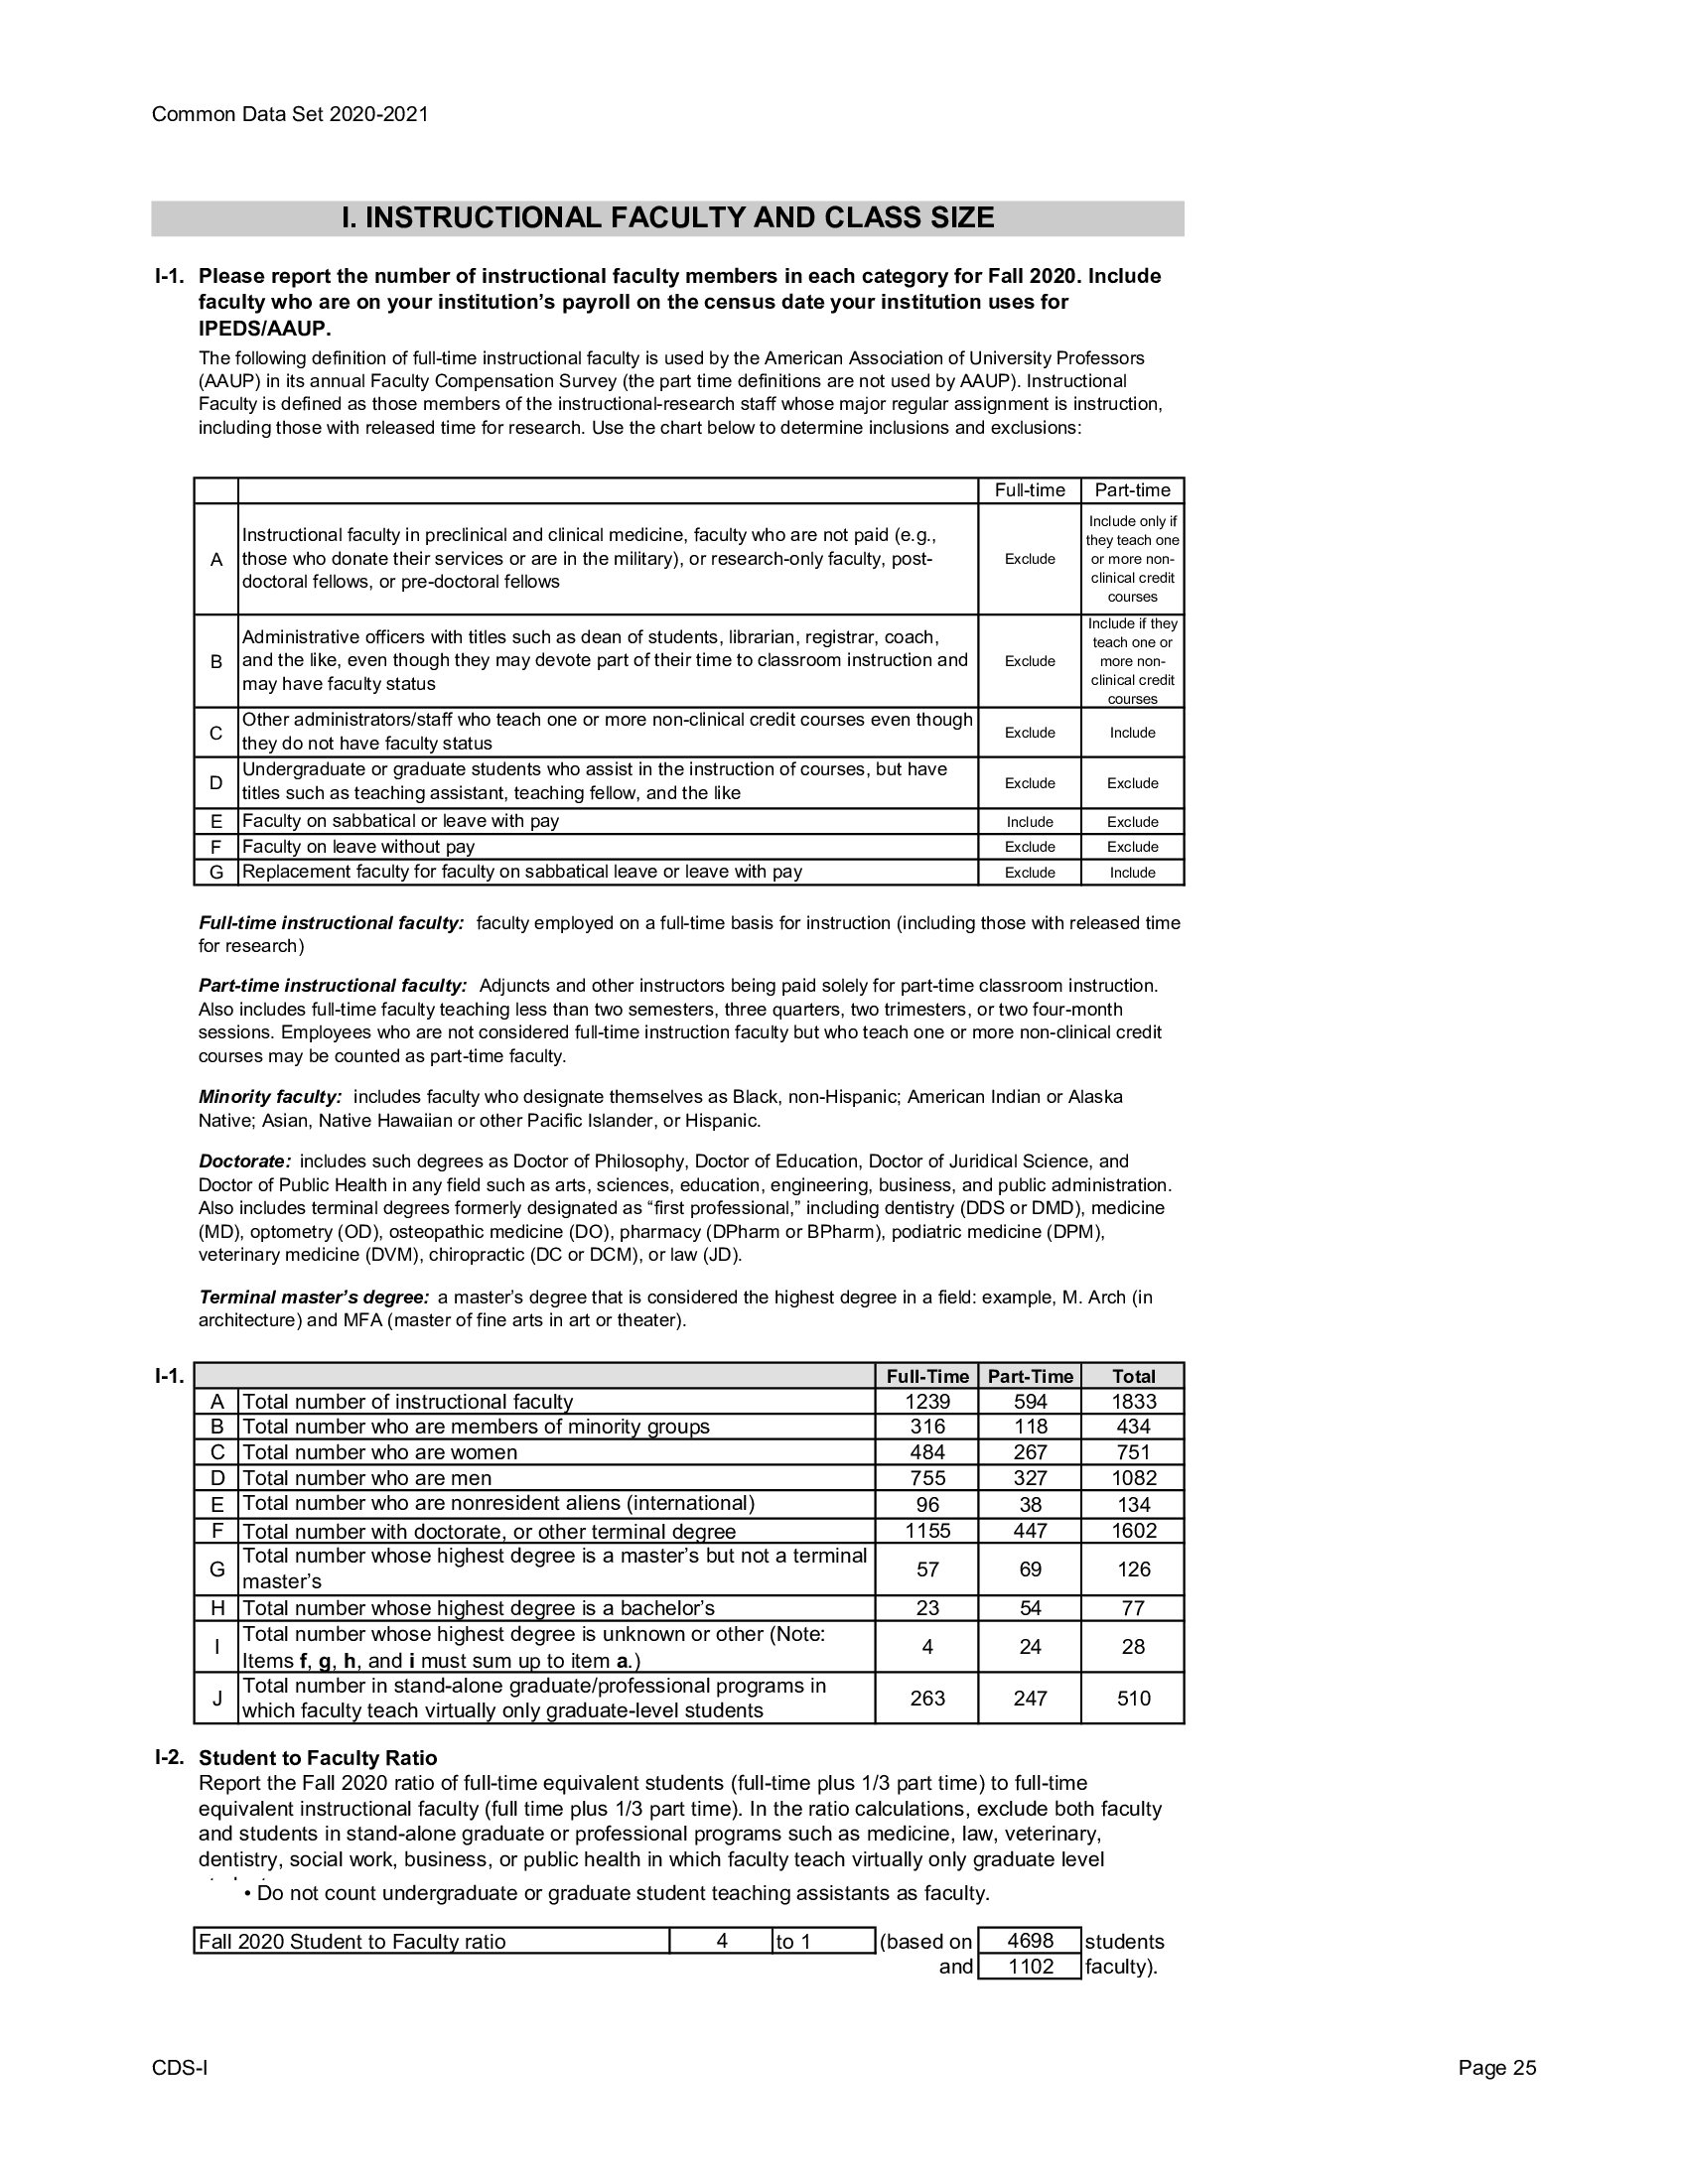 Common Data Set 2020-2021
I. INSTRUCTIONAL FACULTY AND CLASS SIZE
I-1. Please report the number of instructional faculty members in each category for Fall 2020. Include
faculty who are on your institution’s payroll on the census date your institution uses for
IPEDS/AAUP.
The following definition of full-time instructional faculty is used by the American Association of University Professors
(AAUP) in its annual Faculty Compensation Survey (the part time definitions are not used by AAUP). Instructional
Faculty is defined as those members of the instructional-research staff whose major regular assignment is instruction,
including those with released time for research. Use the chart below to determine inclusions and exclusions:
Full-time Part-time
A
Instructional faculty in preclinical and clinical medicine, faculty who are not paid (e.g.,
those who donate their services or are in the military), or research-only faculty, post-
doctoral fellows, or pre-doctoral fellows
Exclude
Include only if
they teach one
or more non-
clinical credit
courses
B
Administrative officers with titles such as dean of students, librarian, registrar, coach,
and the like, even though they may devote part of their time to classroom instruction and
may have faculty status
Exclude
Include if they
teach one or
more non-
clinical credit
courses
C
Other administrators/staff who teach one or more non-clinical credit courses even though
they do not have faculty status
Exclude Include
D
Undergraduate or graduate students who assist in the instruction of courses, but have
titles such as teaching assistant, teaching fellow, and the like
Exclude Exclude
E Faculty on sabbatical or leave with pay Include Exclude
F Faculty on leave without pay Exclude Exclude
G Replacement faculty for faculty on sabbatical leave or leave with pay Exclude Include
Full-time instructional faculty: faculty employed on a full-time basis for instruction (including those with released time
for research)
Part-time instructional faculty: Adjuncts and other instructors being paid solely for part-time classroom instruction.
Also includes full-time faculty teaching less than two semesters, three quarters, two trimesters, or two four-month
sessions. Employees who are not considered full-time instruction faculty but who teach one or more non-clinical credit
courses may be counted as part-time faculty.
Minority faculty: includes faculty who designate themselves as Black, non-Hispanic; American Indian or Alaska
Native; Asian, Native Hawaiian or other Pacific Islander, or Hispanic.
Doctorate: includes such degrees as Doctor of Philosophy, Doctor of Education, Doctor of Juridical Science, and
Doctor of Public Health in any field such as arts, sciences, education, engineering, business, and public administration.
Also includes terminal degrees formerly designated as “first professional,” including dentistry (DDS or DMD), medicine
(MD), optometry (OD), osteopathic medicine (DO), pharmacy (DPharm or BPharm), podiatric medicine (DPM),
veterinary medicine (DVM), chiropractic (DC or DCM), or law (JD).
Terminal master’s degree: a master’s degree that is considered the highest degree in a field: example, M. Arch (in
architecture) and MFA (master of fine arts in art or theater).
I-1. Full-Time Part-Time Total
A Total number of instructional faculty 1239 594 1833
B Total number who are members of minority groups 316 118 434
C Total number who are women 484 267 751
D Total number who are men 755 327 1082
E Total number who are nonresident aliens (international) 96 38 134
F Total number with doctorate, or other terminal degree 1155 447 1602
G
Total number whose highest degree is a master’s but not a terminal
master’s
57 69 126
H Total number whose highest degree is a bachelor’s 23 54 77
I
Total number whose highest degree is unknown or other (Note:
Items f, g, h, and i must sum up to item a.)
4 24 28
J
Total number in stand-alone graduate/professional programs in
which faculty teach virtually only graduate-level students
263 247 510
I-2. Student to Faculty Ratio
Report the Fall 2020 ratio of full-time equivalent students (full-time plus 1/3 part time) to full-time
equivalent instructional faculty (full time plus 1/3 part time). In the ratio calculations, exclude both faculty
and students in stand-alone graduate or professional programs such as medicine, law, veterinary,
dentistry, social work, business, or public health in which faculty teach virtually only graduate level
• Do not count undergraduate or graduate student teaching assistants as faculty.
Fall 2020 Student to Faculty ratio 4 to 1 (based on 4698 students
and 1102 faculty).
CDS-I Page 25